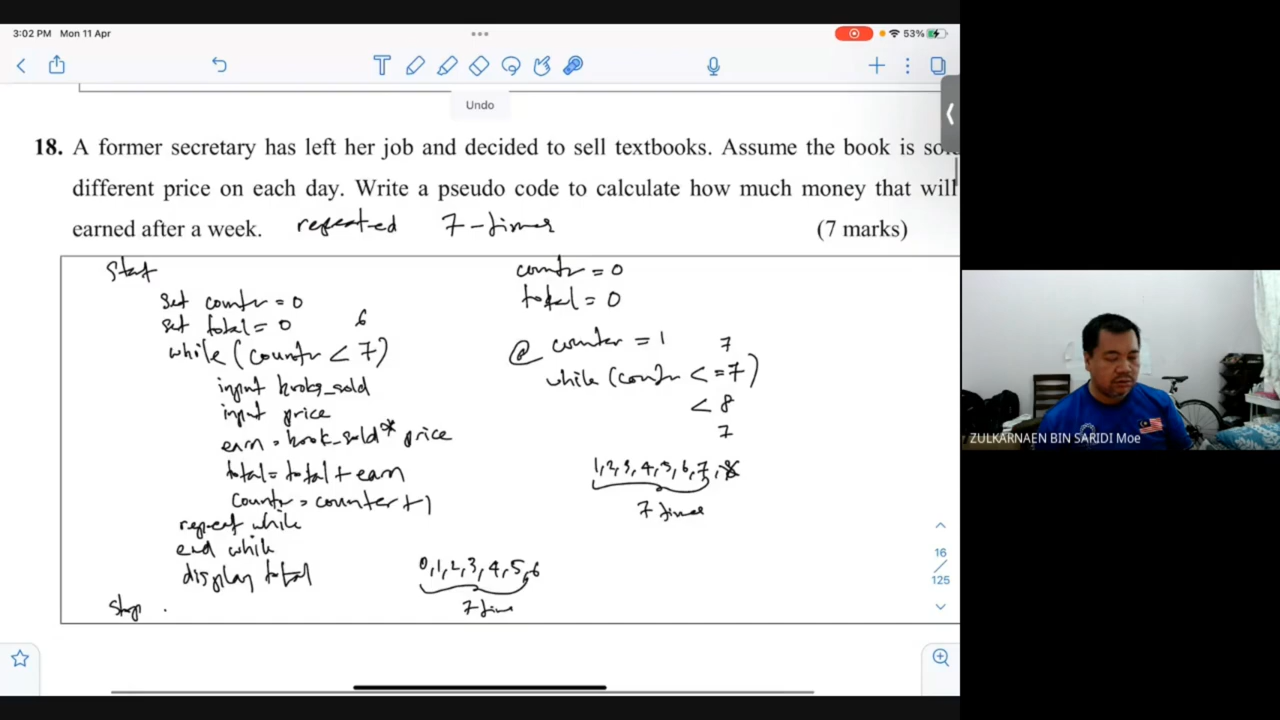 3:02 PM Mon 11 Apr
53%
Undo
18. A former secretary has left her job and decided to sell textbooks. Assume the book is sold
different price on each day. Write a pseudo code to calculate how much money that will
earned after a week. repeated 7-times (7 marks)
Start
set counter = 0
set total = 0 6
while (counter < 7)
input books_sold
input price
earn = book_sold * price
total = total + earn
counter = counter + 1
repeat while
end while
display total
Stop .
0,1,2,3,4,5,6
7 time
counter = 0
total = 0
@ counter = 1 7
while (counter <= 7)
< 8
7
1,2,3,4,5,6,7,8
7 times
16
/
125
ZULKARNAEN BIN SARIDI Moe